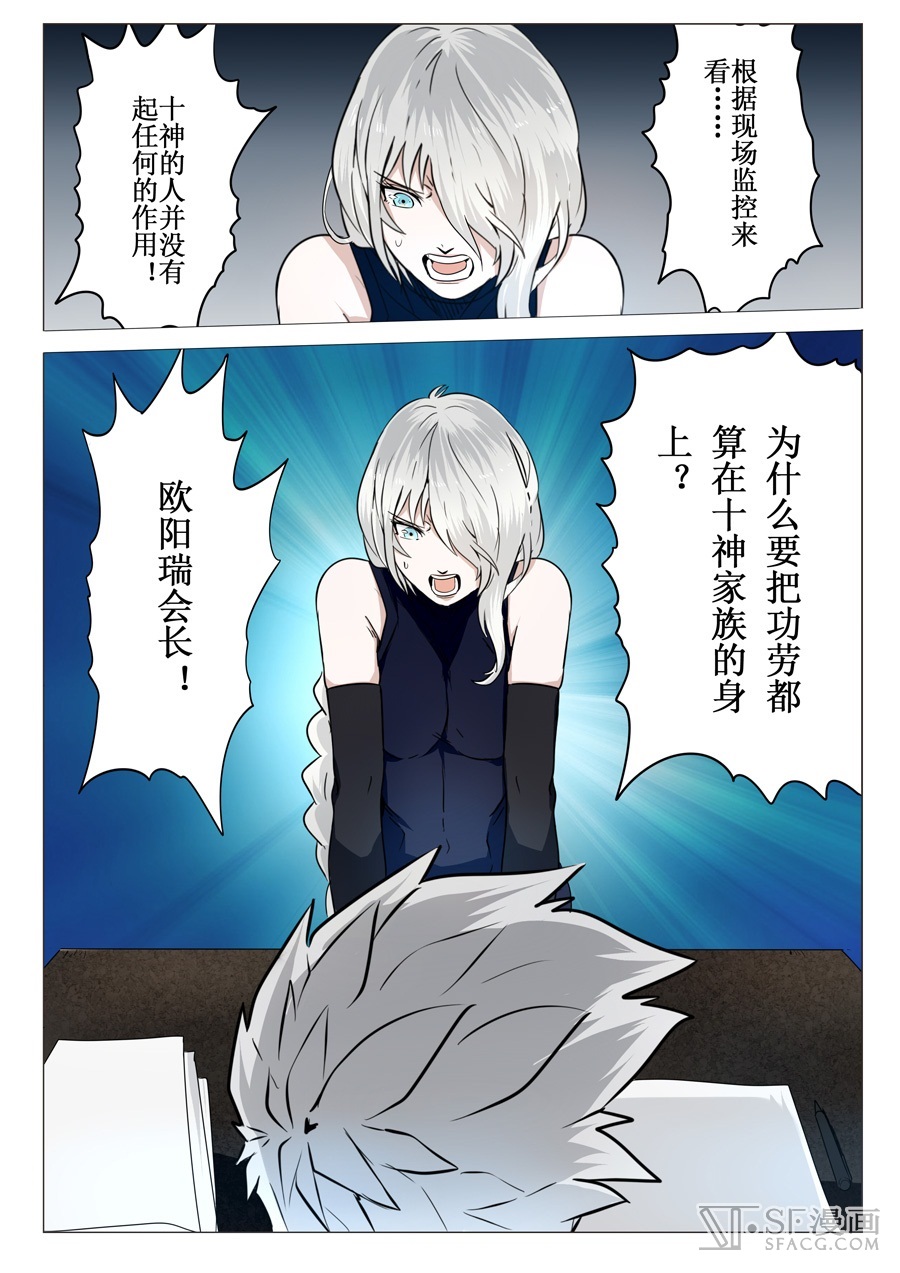 根据现场监控来
看……
十神的人并没有
起任何的作用！
为什么要把功劳都
算在十神家族的身
上？
欧阳瑞会长！
SF漫画
SFACG.COM